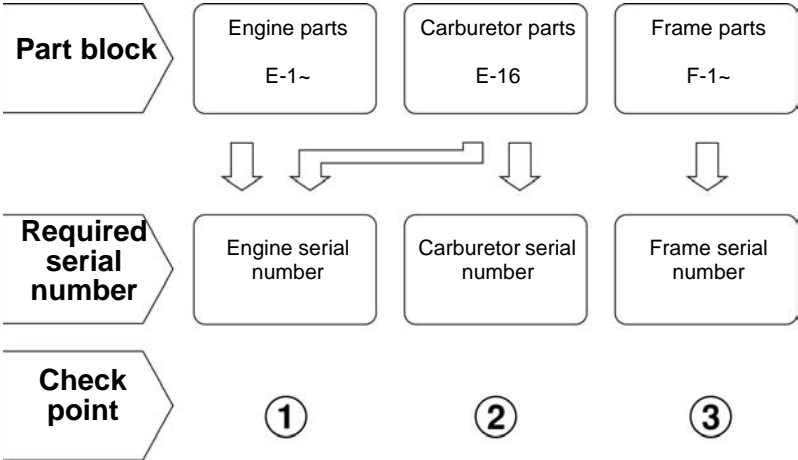 Part block
Engine parts
E-1~
Carburetor parts
E-16
Frame parts
F-1~
Required
serial
number
Engine serial
number
Carburetor serial
number
Frame serial
number
Check
point
①
②
③